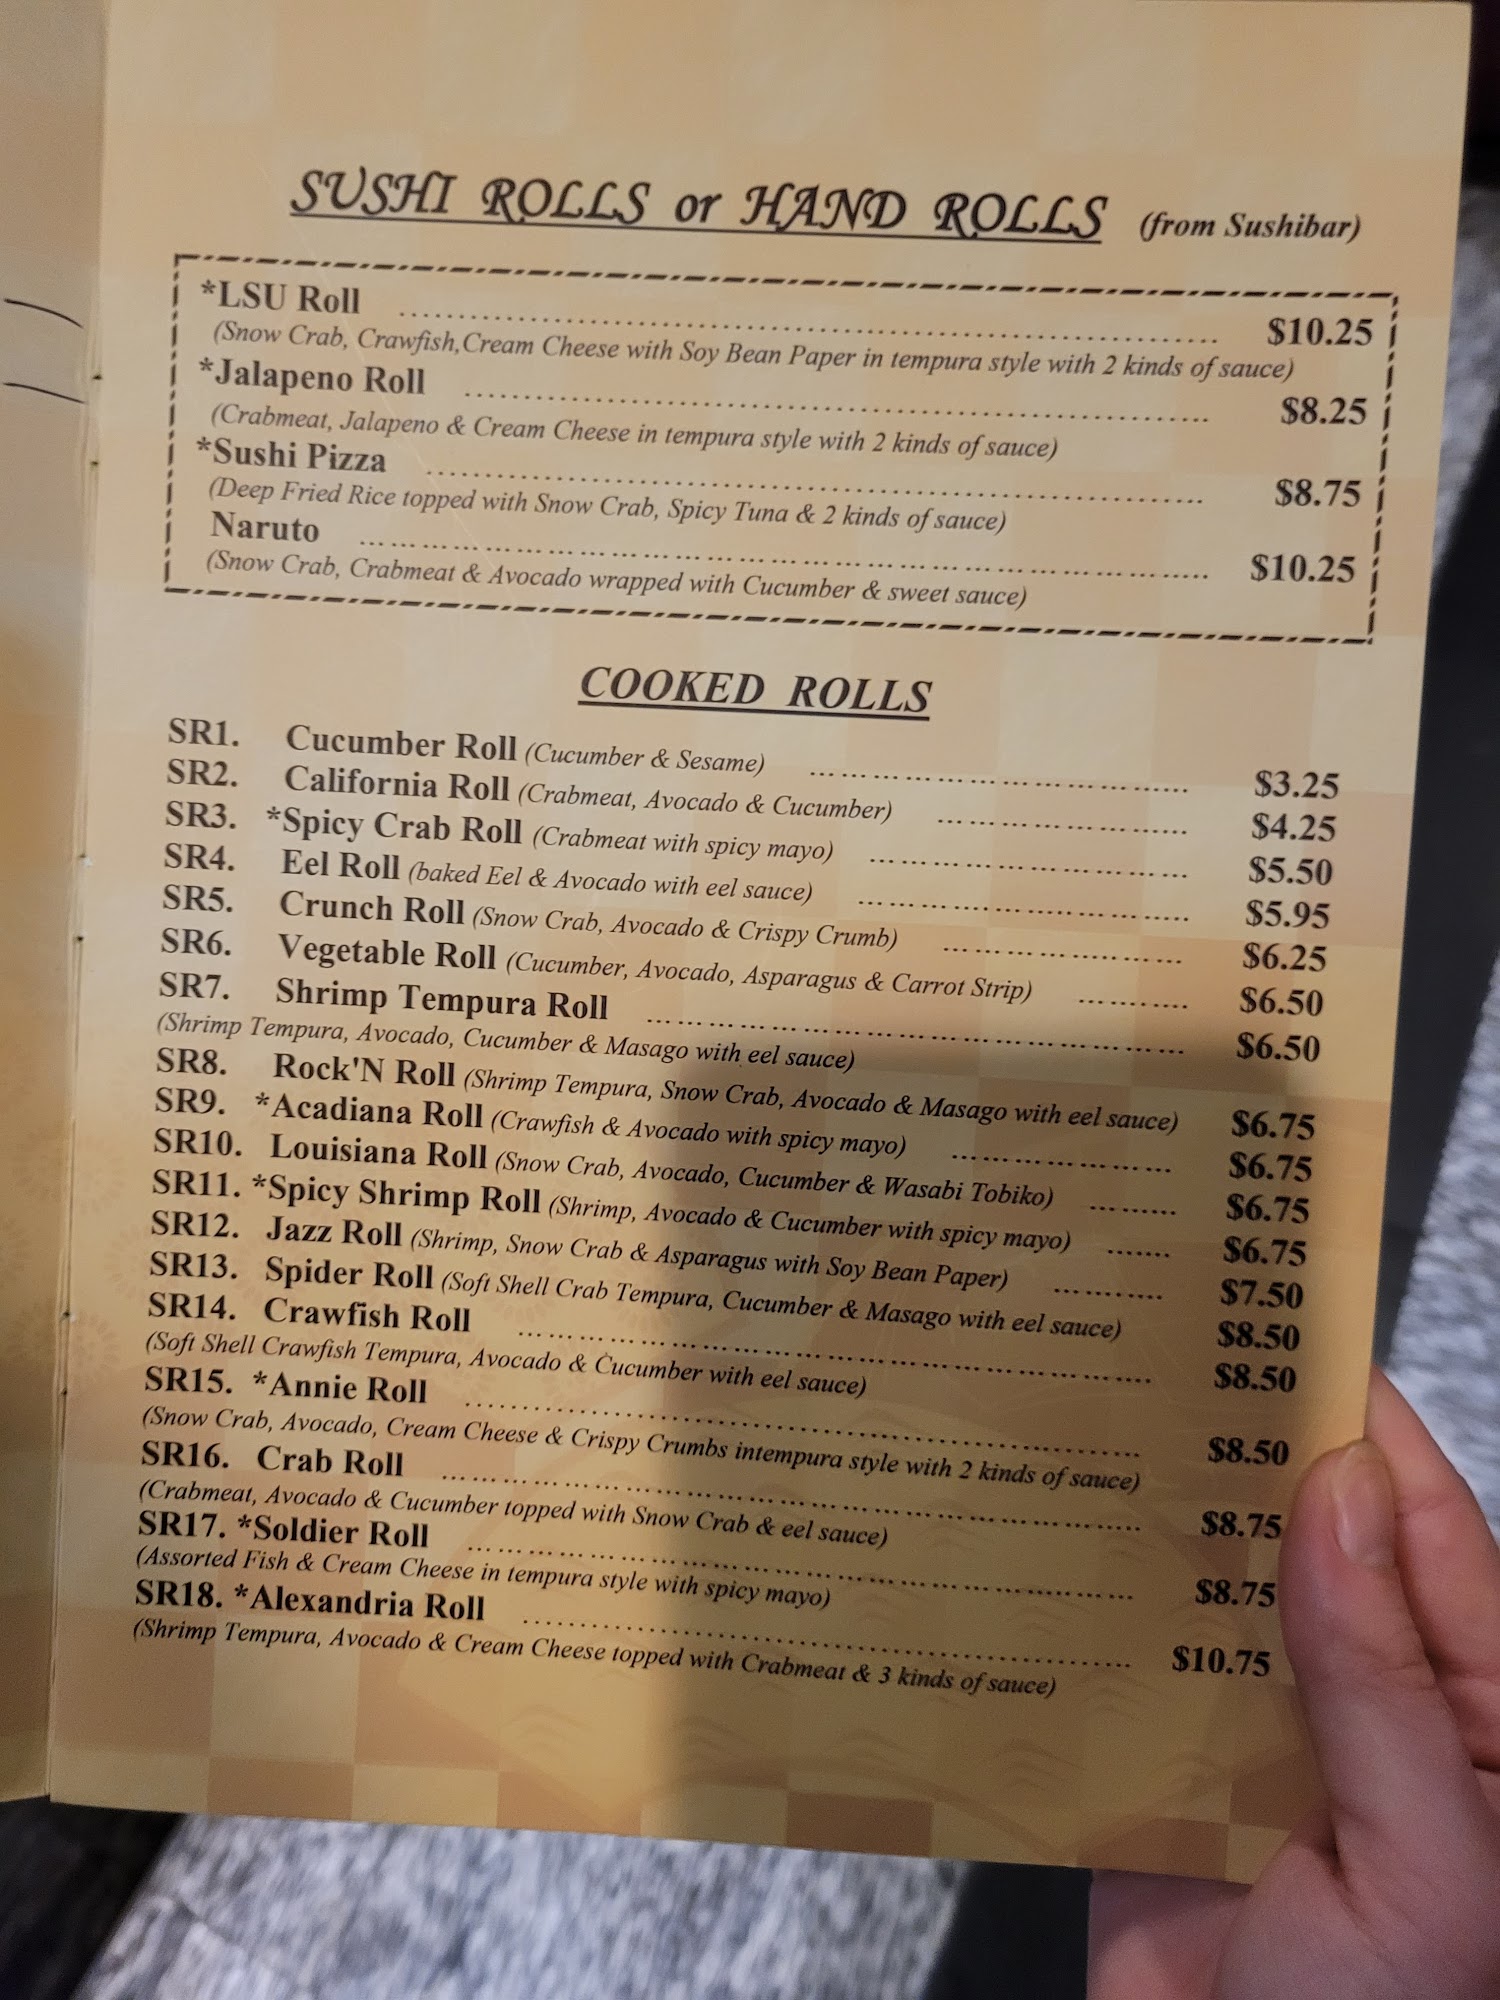 SUSHI ROLLS or HAND ROLLS (from Sushibar)
*LSU Roll ........................................ $10.25
(Snow Crab, Crawfish,Cream Cheese with Soy Bean Paper in tempura style with 2 kinds of sauce)
*Jalapeno Roll ........................................ $8.25
(Crabmeat, Jalapeno & Cream Cheese in tempura style with 2 kinds of sauce)
*Sushi Pizza ........................................ $8.75
(Deep Fried Rice topped with Snow Crab, Spicy Tuna & 2 kinds of sauce)
Naruto ........................................ $10.25
(Snow Crab, Crabmeat & Avocado wrapped with Cucumber & sweet sauce)
COOKED ROLLS
SR1. Cucumber Roll (Cucumber & Sesame) .................... $3.25
SR2. California Roll (Crabmeat, Avocado & Cucumber) .................... $4.25
SR3. *Spicy Crab Roll (Crabmeat with spicy mayo) .................... $5.50
SR4. Eel Roll (baked Eel & Avocado with eel sauce) .................... $5.95
SR5. Crunch Roll (Snow Crab, Avocado & Crispy Crumb) .................... $6.25
SR6. Vegetable Roll (Cucumber, Avocado, Asparagus & Carrot Strip) .......... $6.50
SR7. Shrimp Tempura Roll .................... $6.50
(Shrimp Tempura, Avocado, Cucumber & Masago with eel sauce)
SR8. Rock'N Roll (Shrimp Tempura, Snow Crab, Avocado & Masago with eel sauce) $6.75
SR9. *Acadiana Roll (Crawfish & Avocado with spicy mayo) .................... $6.75
SR10. Louisiana Roll (Snow Crab, Avocado, Cucumber & Wasabi Tobiko) ......... $6.75
SR11. *Spicy Shrimp Roll (Shrimp, Avocado & Cucumber with spicy mayo) ....... $6.75
SR12. Jazz Roll (Shrimp, Snow Crab & Asparagus with Soy Bean Paper) .......... $7.50
SR13. Spider Roll (Soft Shell Crab Tempura, Cucumber & Masago with eel sauce) $8.50
SR14. Crawfish Roll .................... $8.50
(Soft Shell Crawfish Tempura, Avocado & Cucumber with eel sauce)
SR15. *Annie Roll .................... $8.50
(Snow Crab, Avocado, Cream Cheese & Crispy Crumbs intempura style with 2 kinds of sauce)
SR16. Crab Roll .................... $8.75
(Crabmeat, Avocado & Cucumber topped with Snow Crab & eel sauce)
SR17. *Soldier Roll .................... $8.75
(Assorted Fish & Cream Cheese in tempura style with spicy mayo)
SR18. *Alexandria Roll .................... $10.75
(Shrimp Tempura, Avocado & Cream Cheese topped with Crabmeat & 3 kinds of sauce)